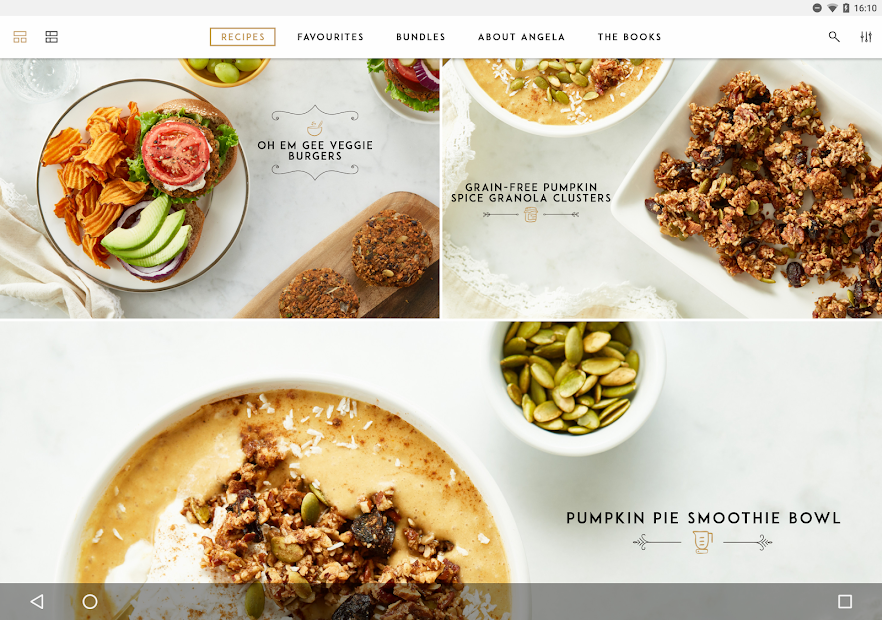 16:10
RECIPES
FAVOURITES
BUNDLES
ABOUT ANGELA
THE BOOKS
OH EM GEE VEGGIE
BURGERS
GRAIN-FREE PUMPKIN
SPICE GRANOLA CLUSTERS
PUMPKIN PIE SMOOTHIE BOWL